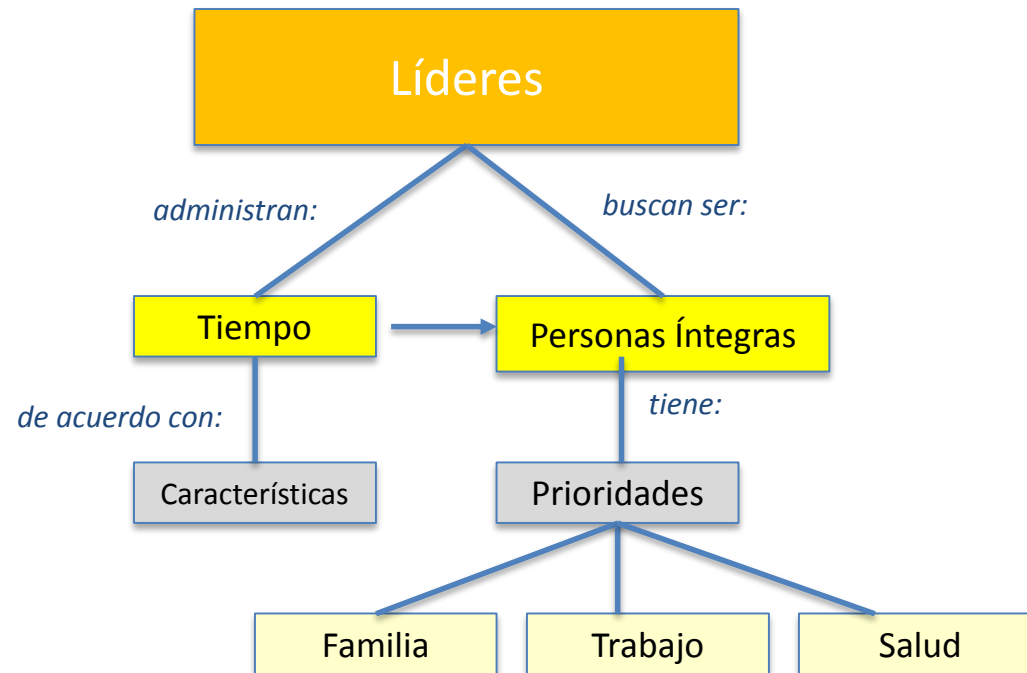 Líderes
administran:
buscan ser:
Tiempo
Personas Íntegras
de acuerdo con:
tiene:
Características
Prioridades
Familia
Trabajo
Salud